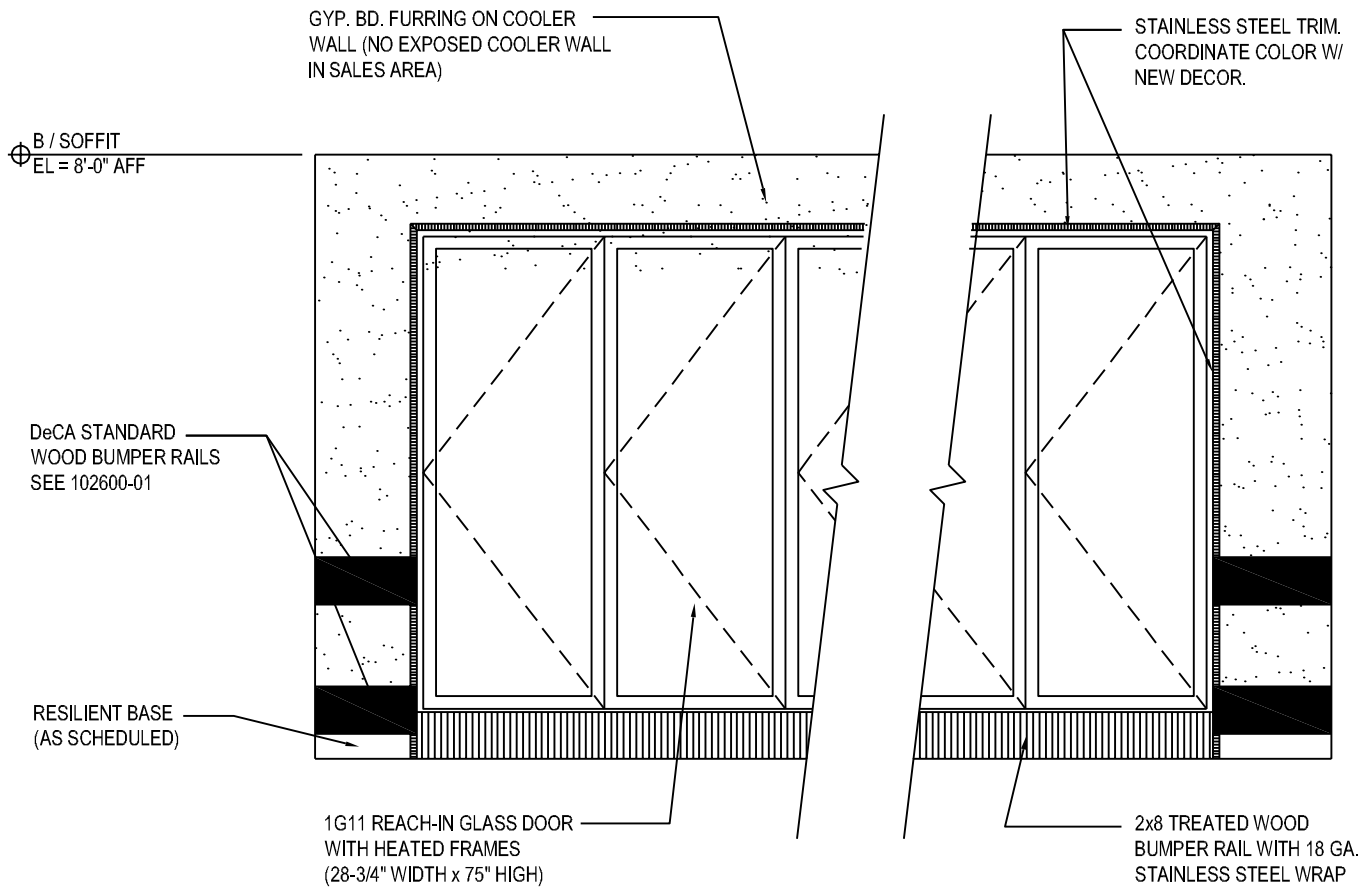 GYP. BD. FURRING ON COOLER
WALL (NO EXPOSED COOLER WALL
IN SALES AREA)
STAINLESS STEEL TRIM.
COORDINATE COLOR W/
NEW DECOR.
B / SOFFIT
EL = 8'-0" AFF
DeCA STANDARD
WOOD BUMPER RAILS
SEE 102600-01
RESILIENT BASE
(AS SCHEDULED)
1G11 REACH-IN GLASS DOOR
WITH HEATED FRAMES
(28-3/4" WIDTH x 75" HIGH)
2x8 TREATED WOOD
BUMPER RAIL WITH 18 GA.
STAINLESS STEEL WRAP